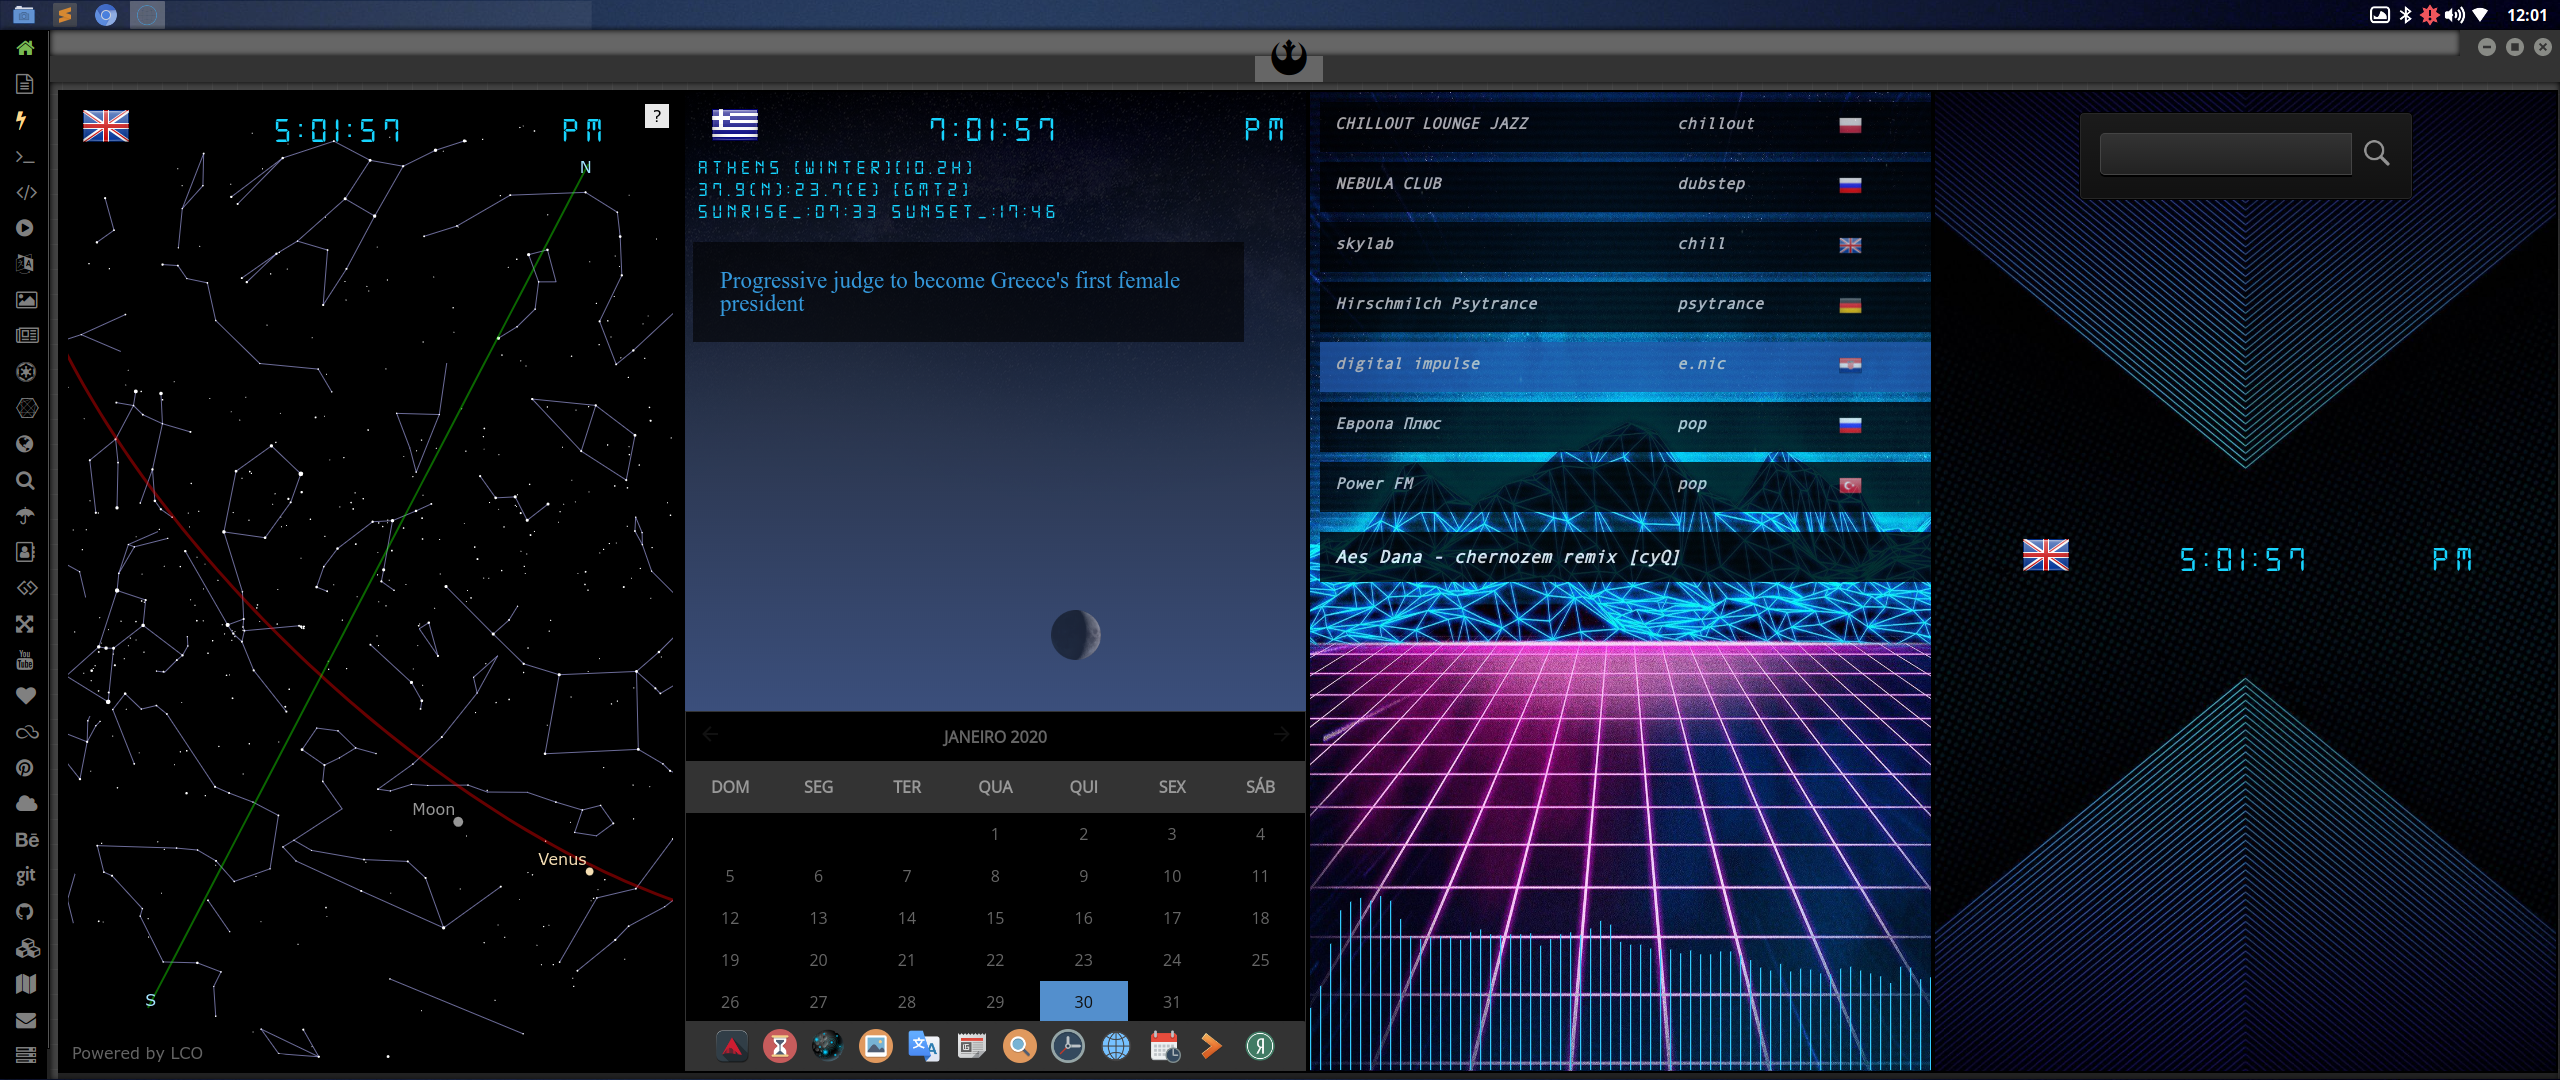 12:01
?
5:01:57 PM
N
Moon
Venus
S
Powered by LCO
7:01:57 PM
ATHENS (WINTER)(10.2H)
37.9(N):23.7(E) (GMT2)
SUNRISE_:07:33 SUNSET_:17:46
Progressive judge to become Greece's first female
president
JANEIRO 2020
DOM SEG TER QUA QUI SEX SÁB
1 2 3 4
5 6 7 8 9 10 11
12 13 14 15 16 17 18
19 20 21 22 23 24 25
26 27 28 29 30 31
CHILLOUT LOUNGE JAZZ chillout
NEBULA CLUB dubstep
skylab chill
Hirschmilch Psytrance psytrance
digital impulse e.nic
Европа Плюс pop
Power FM pop
Aes Dana - chernozem remix [cyQ]
5:01:57 PM
You
Tube
Bē
git